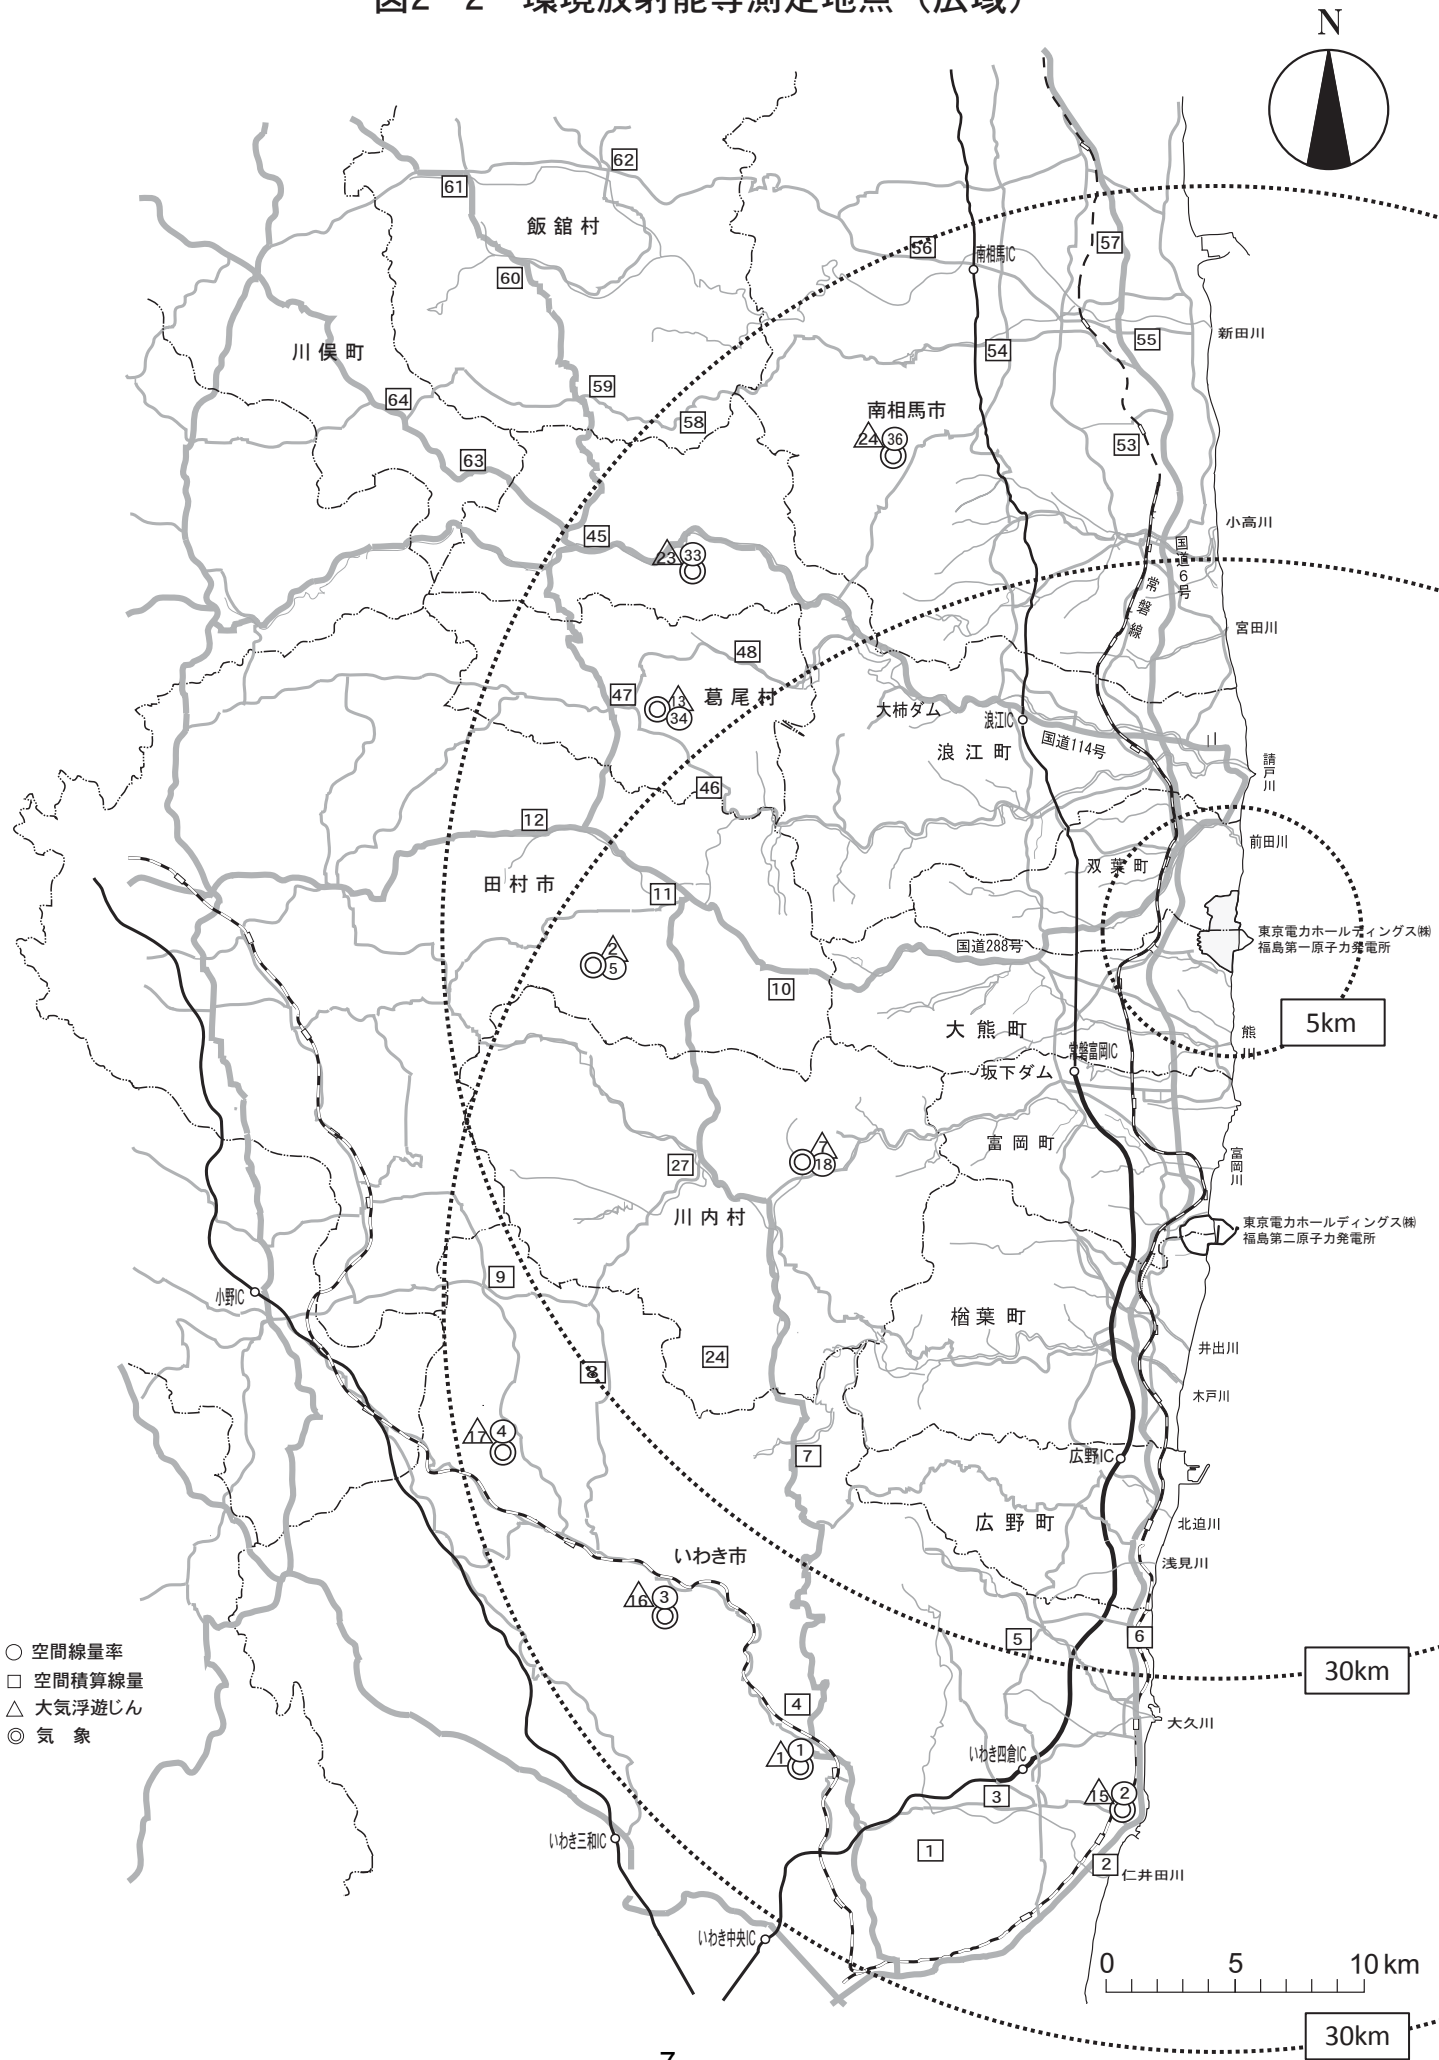 図2-2 環境放射能等測定地点(広域)
N
62
61
飯舘村
57
56
南相馬IC
60
新田川
55
54
川俣町
59
64
58
南相馬市
24 36
53
63
小高川
45
国道6号
23 33
常磐線
宮田川
48
47
13
葛尾村
34
大柿ダム
浪江IC
国道114号
浪江町
請戸川
46
12
前田川
双葉町
田村市
11
東京電力ホールディングス㈱
福島第一原子力発電所
国道288号
2
5
10
5km
大熊町
熊川
常磐富岡IC
坂下ダム
富岡町
7
18
27
富岡川
川内村
東京電力ホールディングス㈱
福島第二原子力発電所
9
小野IC
楢葉町
井出川
24
8
木戸川
17 4
7
広野IC
広野町
北迫川
いわき市
浅見川
16 3
5
6
○ 空間線量率
□ 空間積算線量
△ 大気浮遊じん
◎ 気 象
30km
4
大久川
1 1
いわき四倉IC
3
15 2
いわき三和IC
1
2
仁井田川
いわき中央IC
0 5 10 km
30km
7